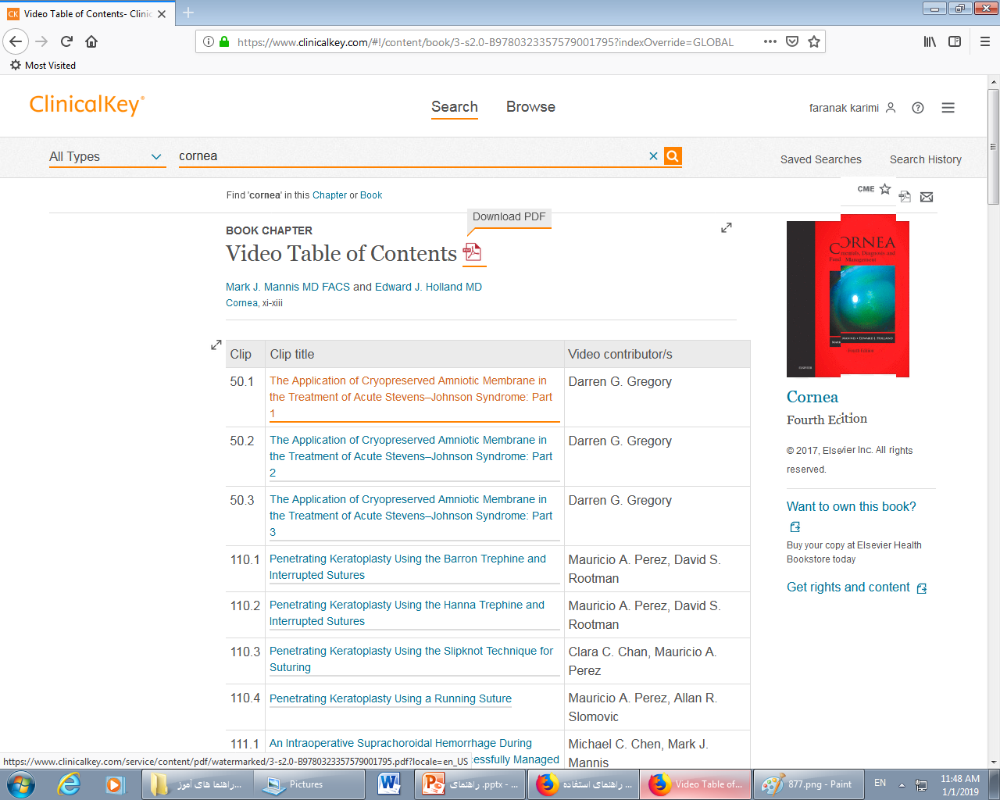 Video Table of Contents- Clinic
https://www.clinicalkey.com/#!/content/book/3-s2.0-B9780323357579001795?indexOverride=GLOBAL
Most Visited
ClinicalKey
Search
Browse
faranak karimi
All Types
cornea
Saved Searches
Search History
Find 'cornea' in this Chapter or Book
CME
Download PDF
BOOK CHAPTER
Video Table of Contents
Mark J. Mannis MD FACS and Edward J. Holland MD
Cornea, xi-xiii
Clip
Clip title
Video contributor/s
50.1
The Application of Cryopreserved Amniotic Membrane in
the Treatment of Acute Stevens–Johnson Syndrome: Part
1
Darren G. Gregory
50.2
The Application of Cryopreserved Amniotic Membrane in
the Treatment of Acute Stevens–Johnson Syndrome: Part
2
Darren G. Gregory
50.3
The Application of Cryopreserved Amniotic Membrane in
the Treatment of Acute Stevens–Johnson Syndrome: Part
3
Darren G. Gregory
110.1
Penetrating Keratoplasty Using the Barron Trephine and
Interrupted Sutures
Mauricio A. Perez, David S.
Rootman
110.2
Penetrating Keratoplasty Using the Hanna Trephine and
Interrupted Sutures
Mauricio A. Perez, David S.
Rootman
110.3
Penetrating Keratoplasty Using the Slipknot Technique for
Suturing
Clara C. Chan, Mauricio A.
Perez
110.4
Penetrating Keratoplasty Using a Running Suture
Mauricio A. Perez, Allan R.
Slomovic
111.1
An Intraoperative Suprachoroidal Hemorrhage During
cessfully Managed
Michael C. Chen, Mark J.
Mannis
CORNEA
Management
MANNIS • EDWARD J. HOLLAND
ELSEVIER
Cornea
Fourth Edition
© 2017, Elsevier Inc. All rights
reserved.
Want to own this book?
Buy your copy at Elsevier Health
Bookstore today
Get rights and content
https://www.clinicalkey.com/service/content/pdf/watermarked/3-s2.0-B9780323357579001795.pdf?locale=en_US
راهنما های آموز...
Pictures
راهنمای .pptx - ...
راهنمای استفاده ...
Video Table of...
877.png - Paint
EN
11:48 AM
1/1/2019